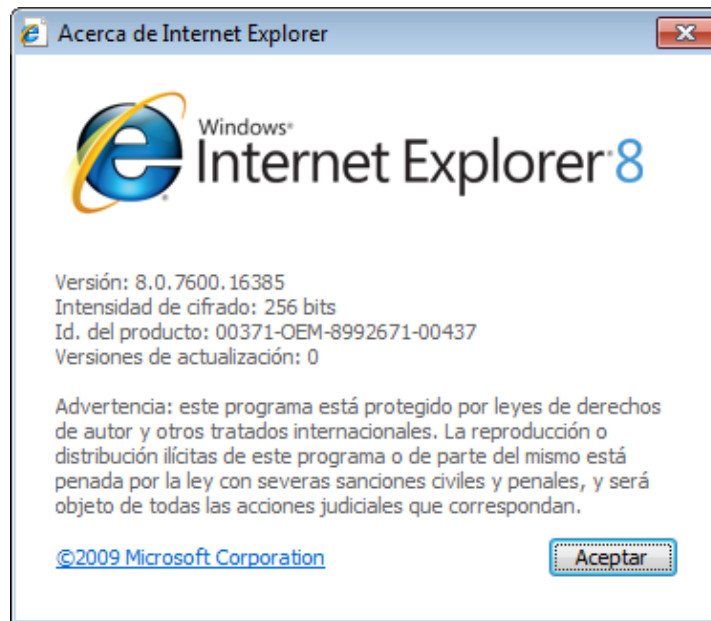 Acerca de Internet Explorer
Windows®
Internet Explorer®8
Versión: 8.0.7600.16385
Intensidad de cifrado: 256 bits
Id. del producto: 00371-OEM-8992671-00437
Versiones de actualización: 0
Advertencia: este programa está protegido por leyes de derechos
de autor y otros tratados internacionales. La reproducción o
distribución ilícitas de este programa o de parte del mismo está
penada por la ley con severas sanciones civiles y penales, y será
objeto de todas las acciones judiciales que correspondan.
©2009 Microsoft Corporation
Aceptar